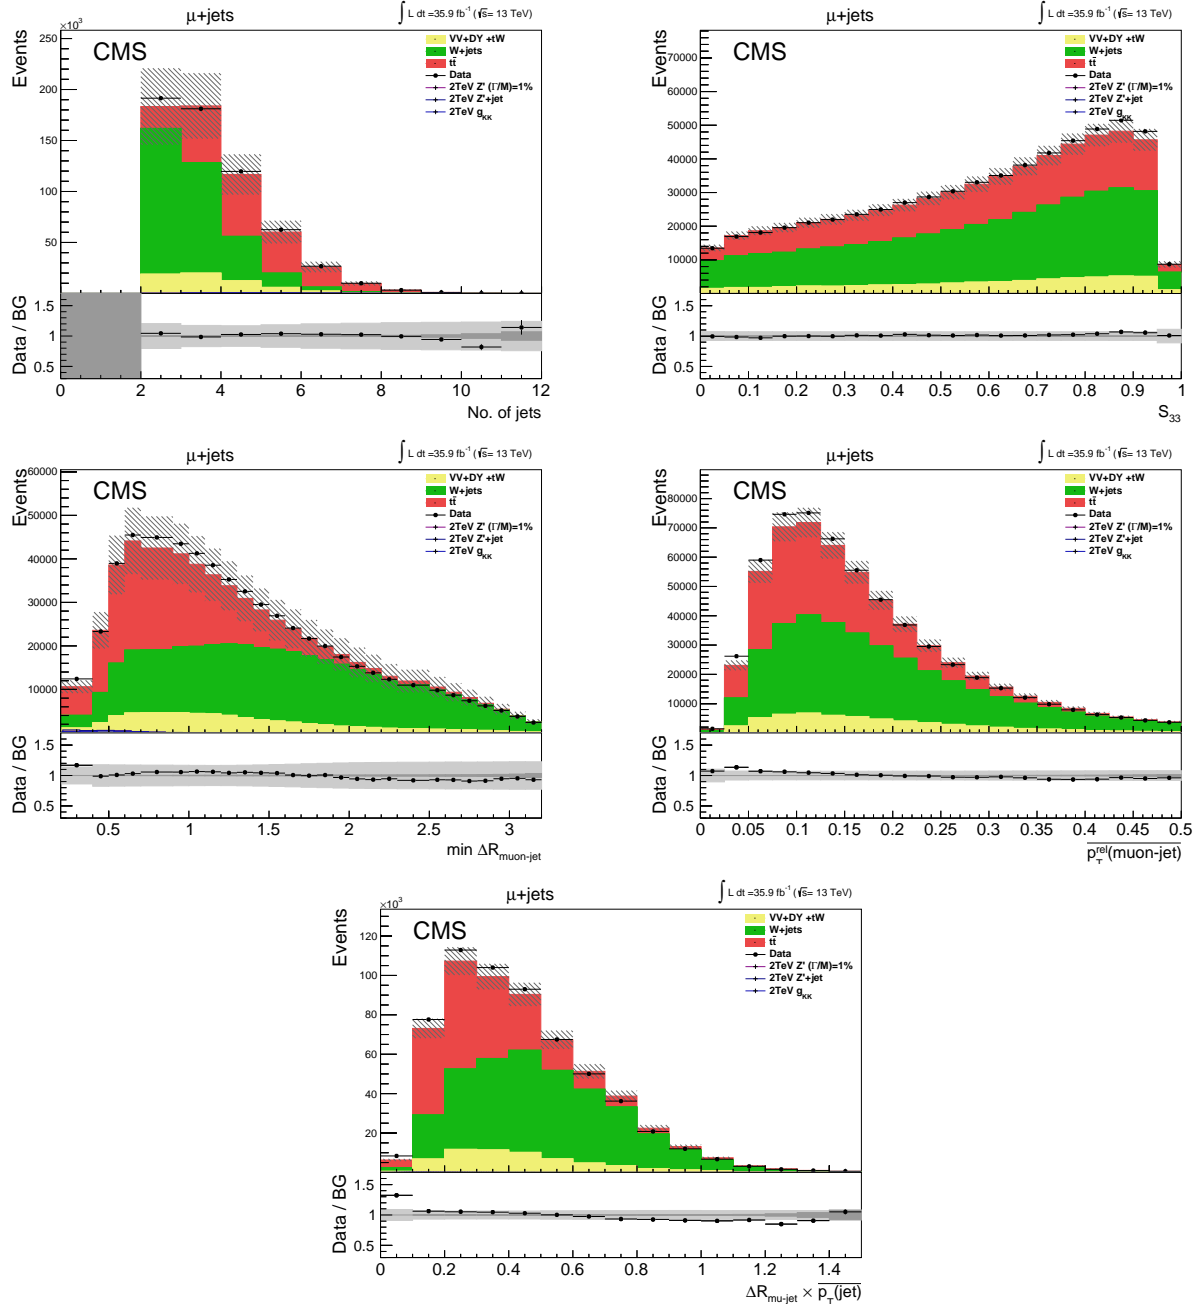 μ+jets
∫ L dt =35.9 fb⁻¹ (√s= 13 TeV)
×10³
CMS
Events
250
200
150
100
50
VV+DY +tW
W+jets
tt̄
Data
2TeV Z' (Γ/M)=1%
2TeV Z'+jet
2TeV g_KK
Data / BG
1.5
1
0.5
0 2 4 6 8 10 12
No. of jets
μ+jets
∫ L dt =35.9 fb⁻¹ (√s= 13 TeV)
CMS
Events
70000
60000
50000
40000
30000
20000
10000
VV+DY +tW
W+jets
tt̄
Data
2TeV Z' (Γ/M)=1%
2TeV Z'+jet
2TeV g_KK
Data / BG
1.5
1
0.5
0 0.1 0.2 0.3 0.4 0.5 0.6 0.7 0.8 0.9 1
S₃₃
μ+jets
∫ L dt =35.9 fb⁻¹ (√s= 13 TeV)
CMS
Events
60000
50000
40000
30000
20000
10000
VV+DY +tW
W+jets
tt̄
Data
2TeV Z' (Γ/M)=1%
2TeV Z'+jet
2TeV g_KK
Data / BG
1.5
1
0.5
0.5 1 1.5 2 2.5 3
min ΔR_muon-jet
μ+jets
∫ L dt =35.9 fb⁻¹ (√s= 13 TeV)
CMS
Events
80000
70000
60000
50000
40000
30000
20000
10000
VV+DY +tW
W+jets
tt̄
Data
2TeV Z' (Γ/M)=1%
2TeV Z'+jet
2TeV g_KK
Data / BG
1.5
1
0.5
0 0.05 0.1 0.15 0.2 0.25 0.3 0.35 0.4 0.45 0.5
p_T^rel(muon-jet)
μ+jets
∫ L dt =35.9 fb⁻¹ (√s= 13 TeV)
×10³
CMS
Events
120
100
80
60
40
20
VV+DY +tW
W+jets
tt̄
Data
2TeV Z' (Γ/M)=1%
2TeV Z'+jet
2TeV g_KK
Data / BG
1.5
1
0.5
0 0.2 0.4 0.6 0.8 1 1.2 1.4
ΔR_mu-jet × p_T(jet)